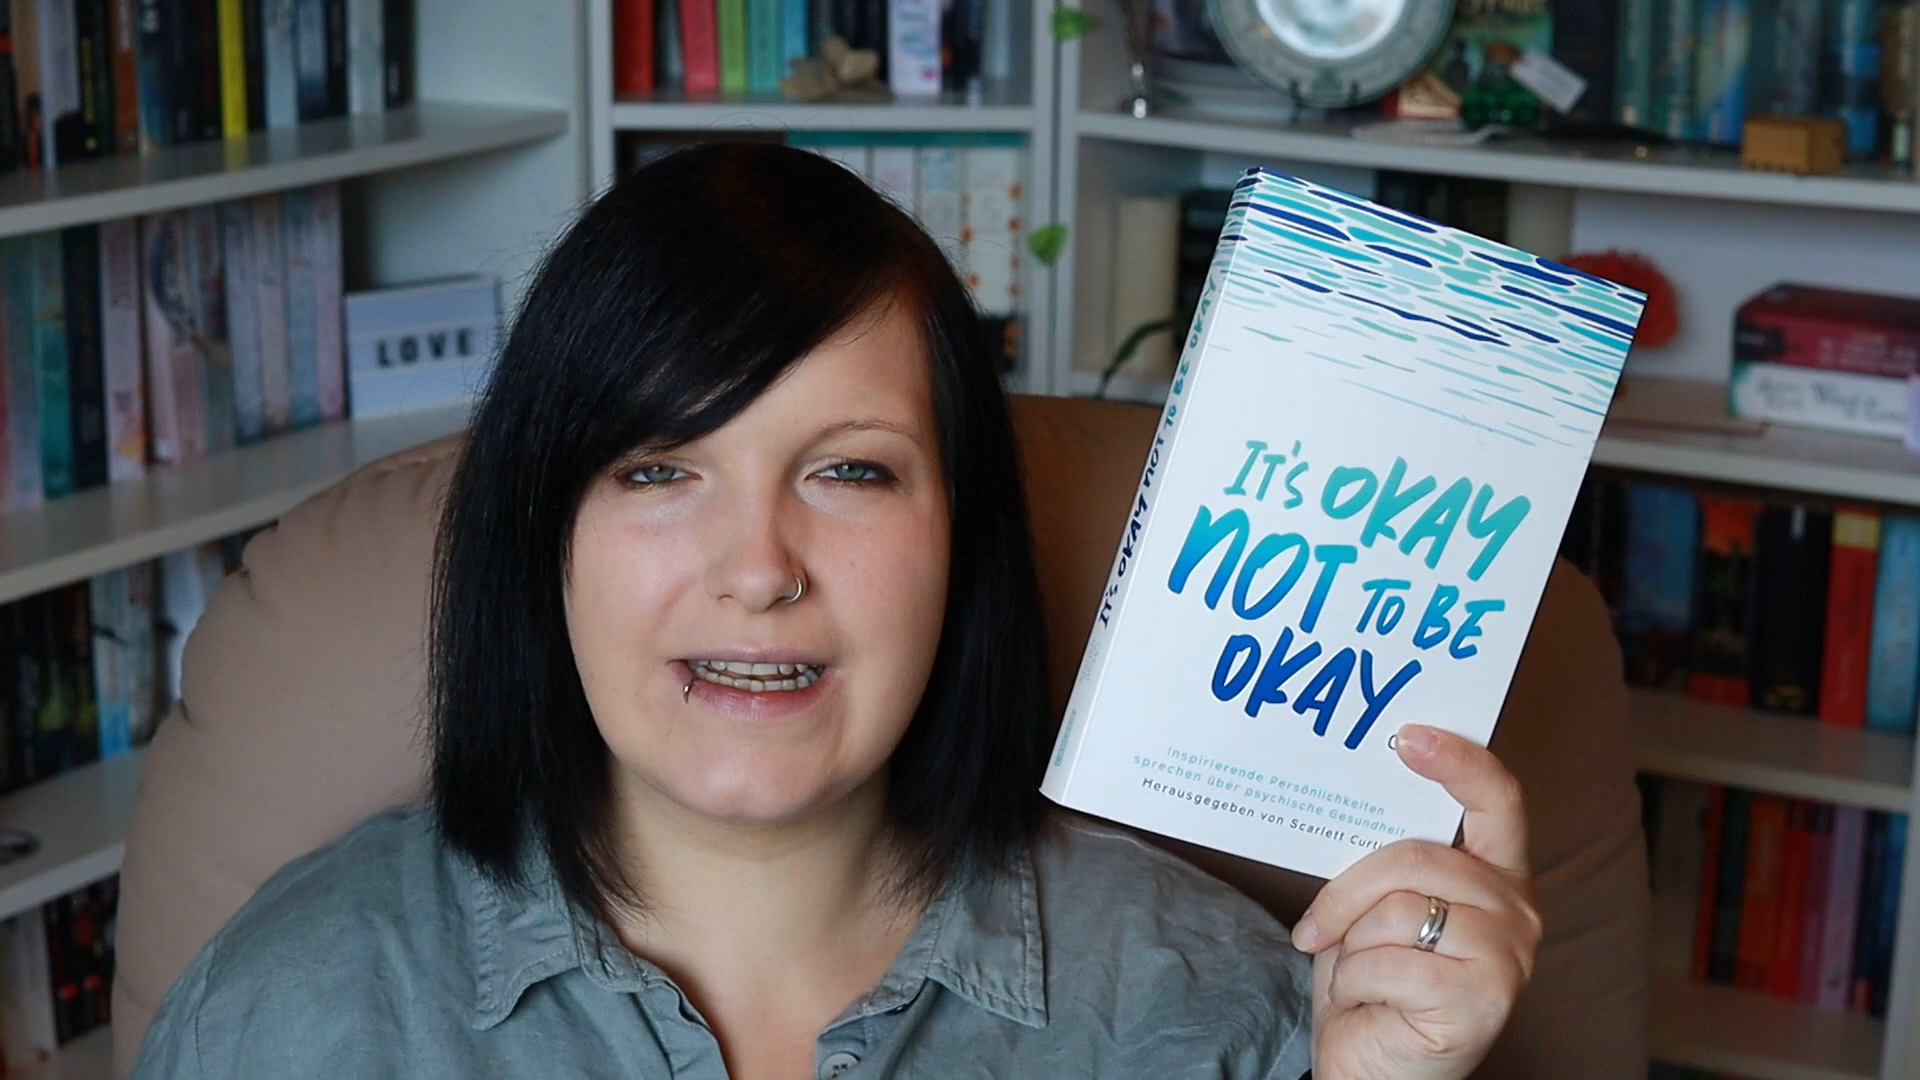 LOVE
IT'S OKAY NOT TO BE OKAY
IT'S OKAY
NOT TO BE
OKAY
Inspirierende Persönlichkeiten
sprechen über psychische Gesundheit
Herausgegeben von Scarlett